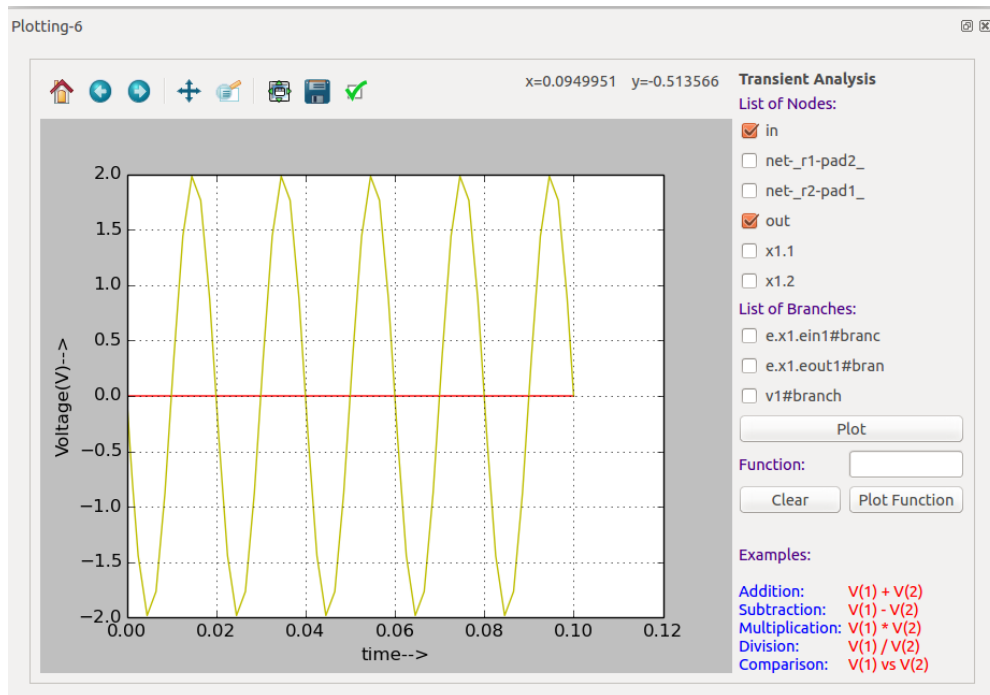 Plotting-6
x=0.0949951 y=-0.513566
Transient Analysis
List of Nodes:
in
net-_r1-pad2_
net-_r2-pad1_
out
x1.1
x1.2
List of Branches:
e.x1.ein1#branc
e.x1.eout1#bran
v1#branch
Plot
Function:
Clear Plot Function
Examples:
Addition: V(1) + V(2)
Subtraction: V(1) - V(2)
Multiplication: V(1) * V(2)
Division: V(1) / V(2)
Comparison: V(1) vs V(2)
2.0
1.5
1.0
0.5
0.0
−0.5
−1.0
−1.5
−2.0
Voltage(V)-->
0.00 0.02 0.04 0.06 0.08 0.10 0.12
time-->